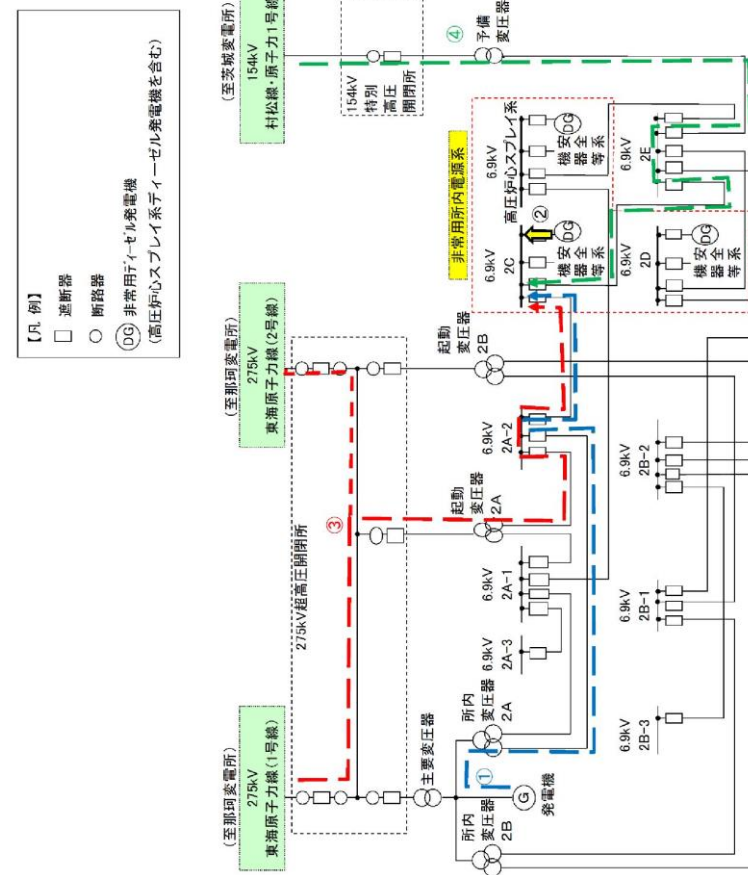 【凡 例】
□ 遮断器
○ 断路器
DG 非常用ディーゼル発電機
(高圧炉心スプレイ系ディーゼル発電機を含む)
(至那珂変電所)
275kV
東海原子力線(1号線)
(至那珂変電所)
275kV
東海原子力線(2号線)
(至茨城変電所)
154kV
村松線・原子力1号線
275kV超高圧開閉所
154kV
特別
高圧
開閉所
③
④
予備
変圧器
主要変圧器
起動
変圧器
2A
起動
変圧器
2B
非常用所内電源系
所内
変圧器
2B
①
G
発電機
所内
変圧器
2A
6.9kV
2A-3
6.9kV
2A-1
6.9kV
2A-2
6.9kV
2C
②
DG
安全系
機器等
6.9kV
高圧炉心スプレイ系
DG
安全系
機器等
6.9kV
2B-3
6.9kV
2B-1
6.9kV
2B-2
6.9kV
2D
DG
安全系
機器等
6.9kV
2E